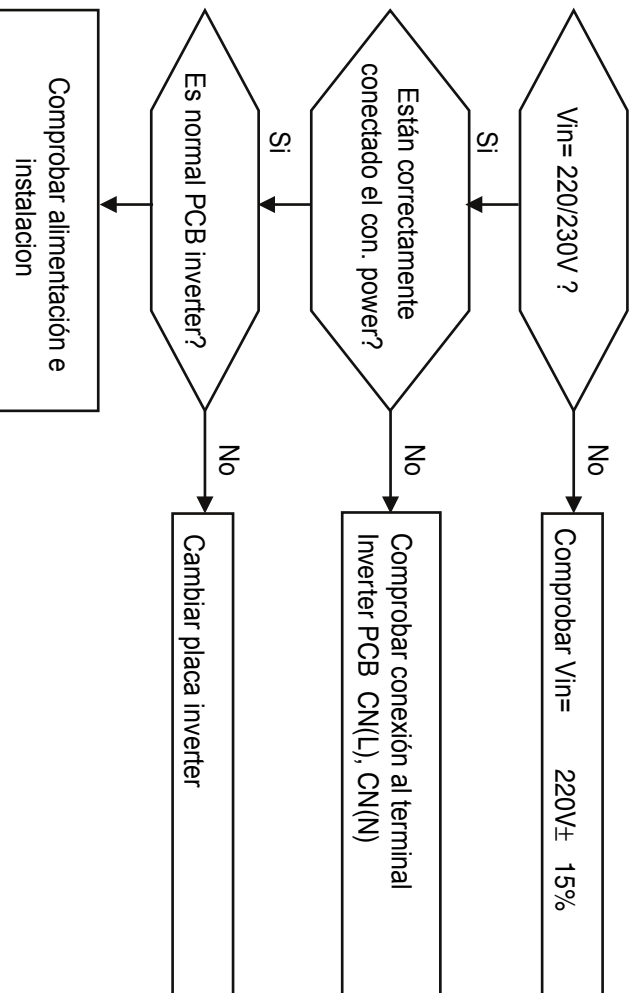 Vin= 220/230V ?
No
Comprobar Vin= 220V± 15%
Si
Están correctamente
conectado el con. power?
No
Comprobar conexión al terminal
Inverter PCB CN(L), CN(N)
Si
Es normal PCB inverter?
No
Cambiar placa inverter
Comprobar alimentación e
instalacion